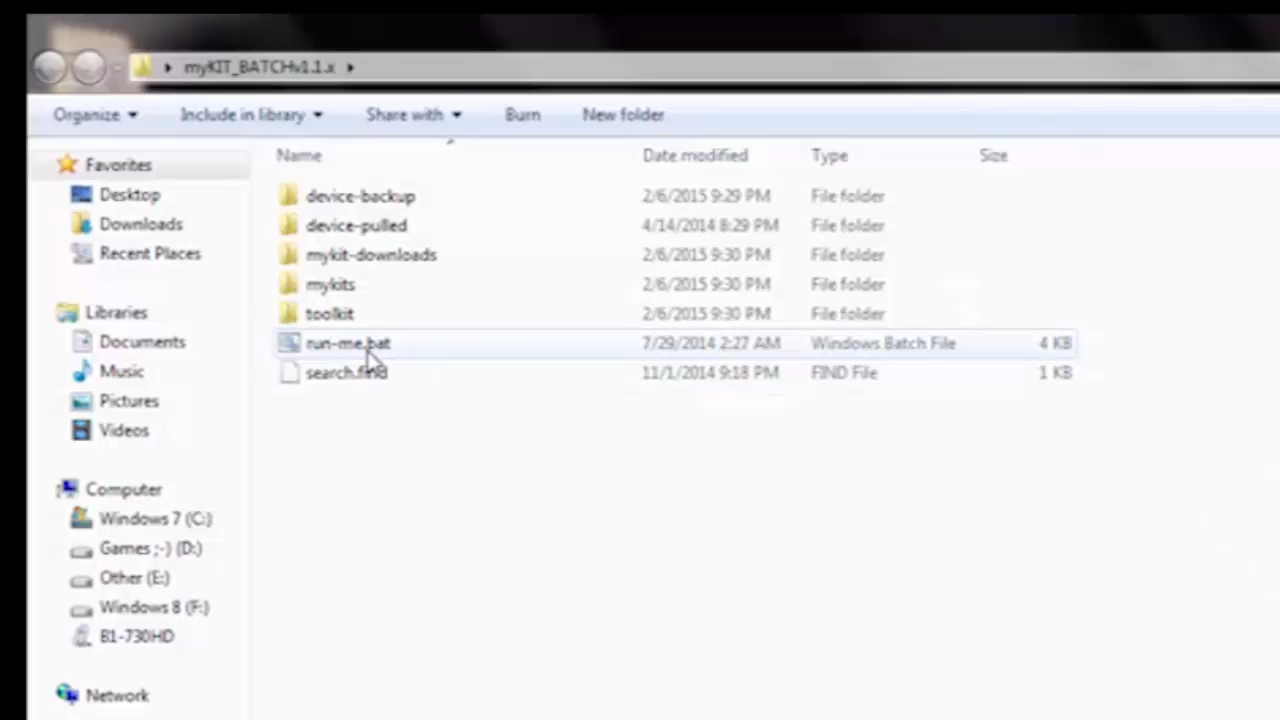 myKIT_BATCHv1.1.x
Organize Include in library Share with Burn New folder
Name Date modified Type Size
Favorites
Desktop
Downloads
Recent Places
Libraries
Documents
Music
Pictures
Videos
Computer
Windows 7 (C:)
Games ;-) (D:)
Other (E:)
Windows 8 (F:)
B1-730HD
Network
device-backup 2/6/2015 9:29 PM File folder
device-pulled 4/14/2014 8:29 PM File folder
mykit-downloads 2/6/2015 9:30 PM File folder
mykits 2/6/2015 9:30 PM File folder
toolkit 2/6/2015 9:30 PM File folder
run-me.bat 7/29/2014 2:27 AM Windows Batch File 4 KB
search.find 11/1/2014 9:18 PM FIND File 1 KB